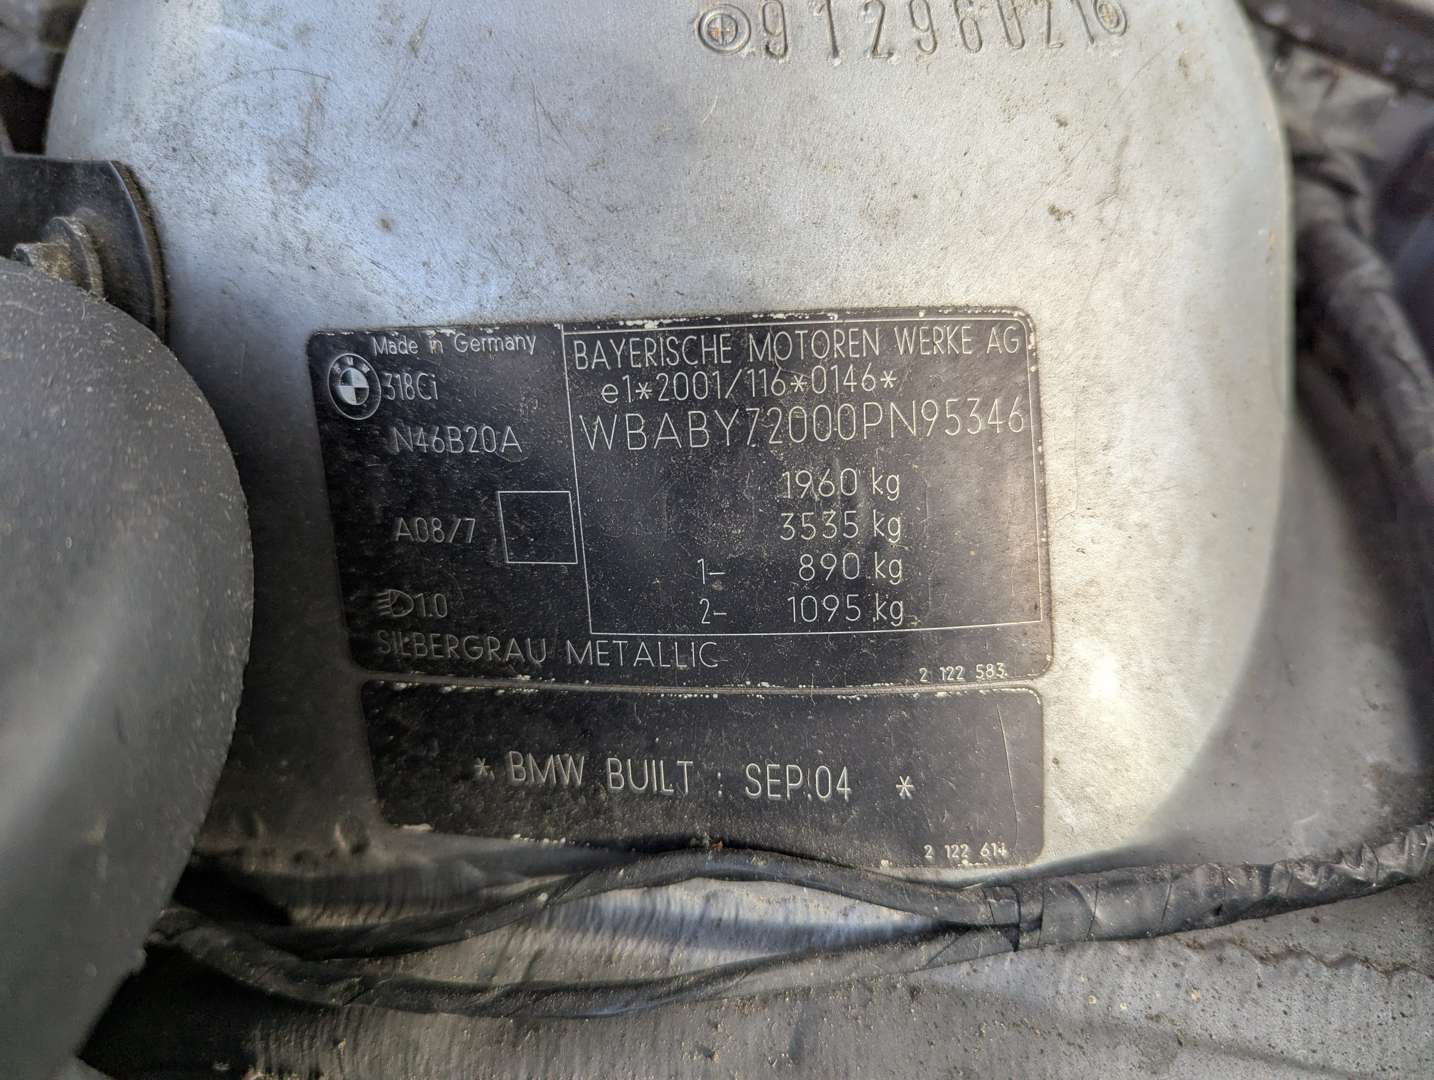 912960216
Made in Germany
BMW
318Ci
N46B20A
A08/7
1.0
SILBERGRAU METALLIC
BAYERISCHE MOTOREN WERKE AG
e1*2001/116*0146*
WBABY72000PN95346
1960 kg
3535 kg
1- 890 kg
2- 1095 kg
2 122 583
* BMW BUILT : SEP.04 *
2 122 614